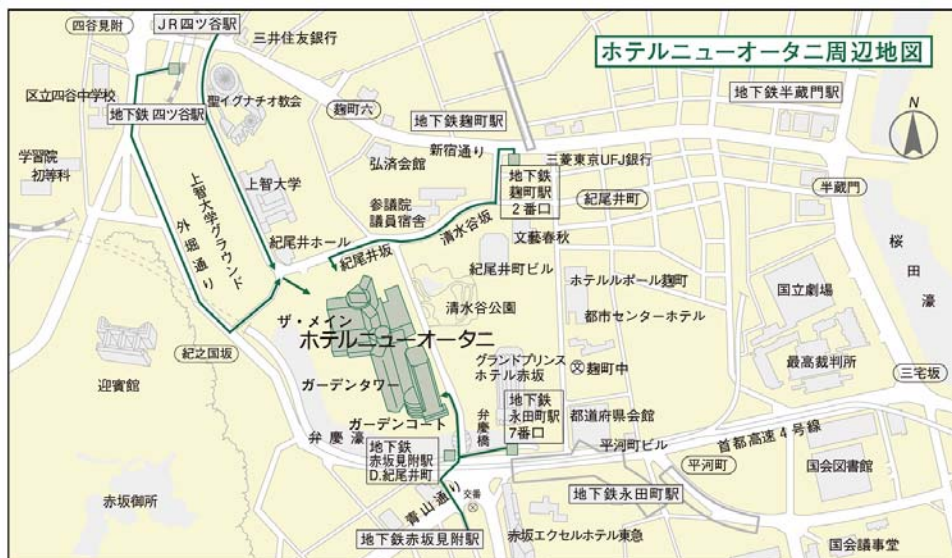 ホテルニューオータニ周辺地図
四谷見附
JR四ツ谷駅
三井住友銀行
区立四谷中学校
地下鉄 四ツ谷駅
聖イグナチオ教会
麹町六
地下鉄麹町駅
地下鉄半蔵門駅
N
新宿通り
学習院
初等科
上智大学
弘済会館
三菱東京UFJ銀行
地下鉄
麹町駅
2番口
紀尾井町
半蔵門
参議院
議員宿舎
上智大学グラウンド
外堀通り
清水谷坂
文藝春秋
紀尾井ホール
紀尾井坂
紀尾井町ビル
ホテルルポール麹町
桜田濠
国立劇場
清水谷公園
都市センターホテル
ザ・メイン
ホテルニューオータニ
紀之国坂
迎賓館
グランドプリンス
ホテル赤坂
麹町中
最高裁判所
三宅坂
ガーデンタワー
ガーデンコート
弁慶濠
弁慶橋
地下鉄
永田町駅
7番口
都道府県会館
地下鉄
赤坂見附駅
D.紀尾井町
平河町ビル
首都高速4号線
平河町
国会図書館
赤坂御所
青山通り
交番
地下鉄永田町駅
地下鉄赤坂見附駅
赤坂エクセルホテル東急
国会議事堂